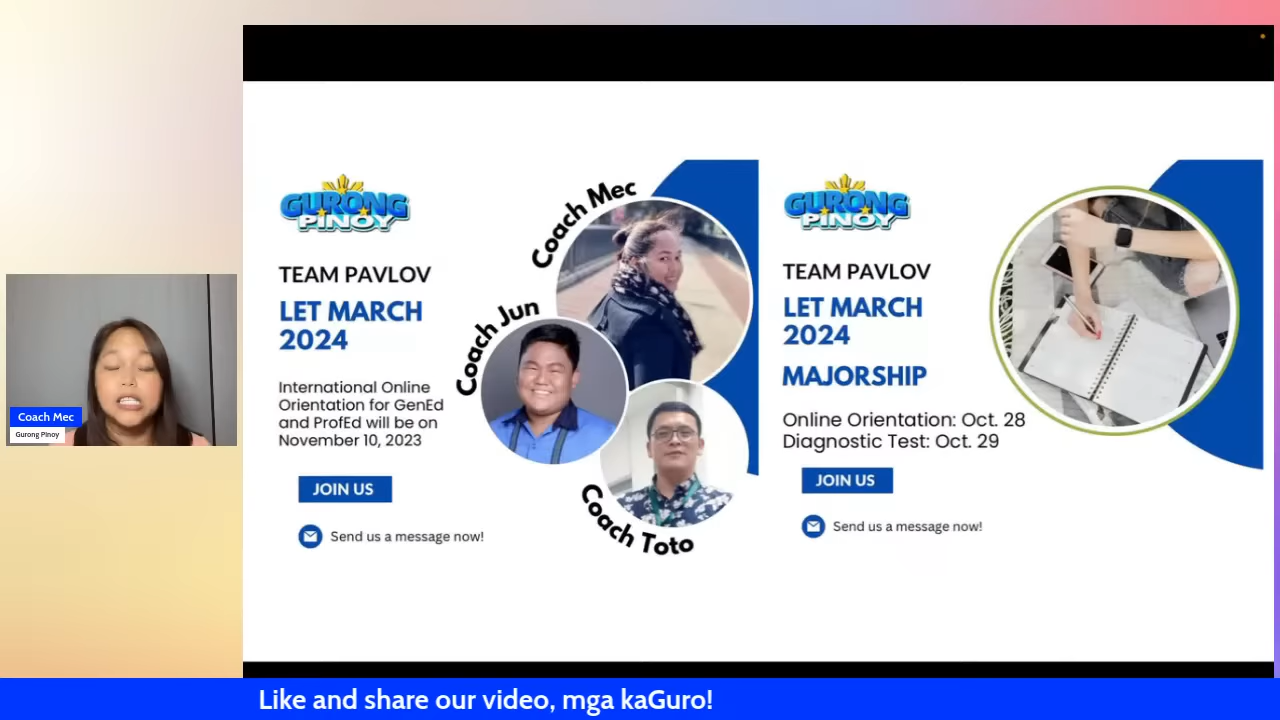 Coach Mec
Gurong Pinoy
GURONG
PINOY
TEAM PAVLOV
LET MARCH
2024
International Online
Orientation for GenEd
and ProfEd will be on
November 10, 2023
JOIN US
Send us a message now!
Coach Mec
Coach Jun
Coach Toto
GURONG
PINOY
TEAM PAVLOV
LET MARCH
2024
MAJORSHIP
Online Orientation: Oct. 28
Diagnostic Test: Oct. 29
JOIN US
Send us a message now!
Like and share our video, mga kaGuro!